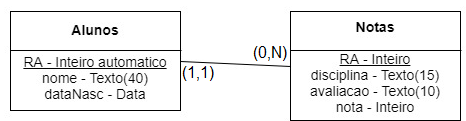 Alunos
RA - Inteiro automatico
nome - Texto(40)
dataNasc - Data
(1,1)
(0,N)
Notas
RA - Inteiro
disciplina - Texto(15)
avaliacao - Texto(10)
nota - Inteiro